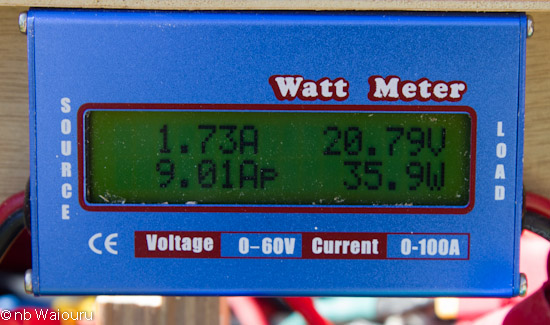 Watt Meter
SOURCE
1.73A 20.79V
9.01Ap 35.9W
LOAD
CE Voltage 0-60V Current 0-100A
©nb Waiouru